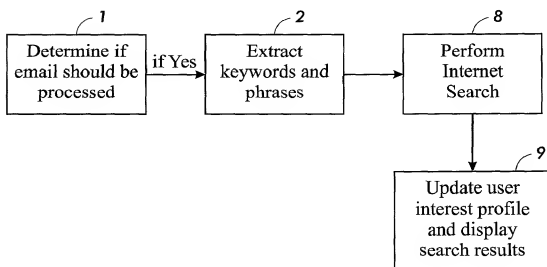 1
Determine if
email should be
processed
if Yes
2
Extract
keywords and
phrases
8
Perform
Internet
Search
9
Update user
interest profile
and display
search results